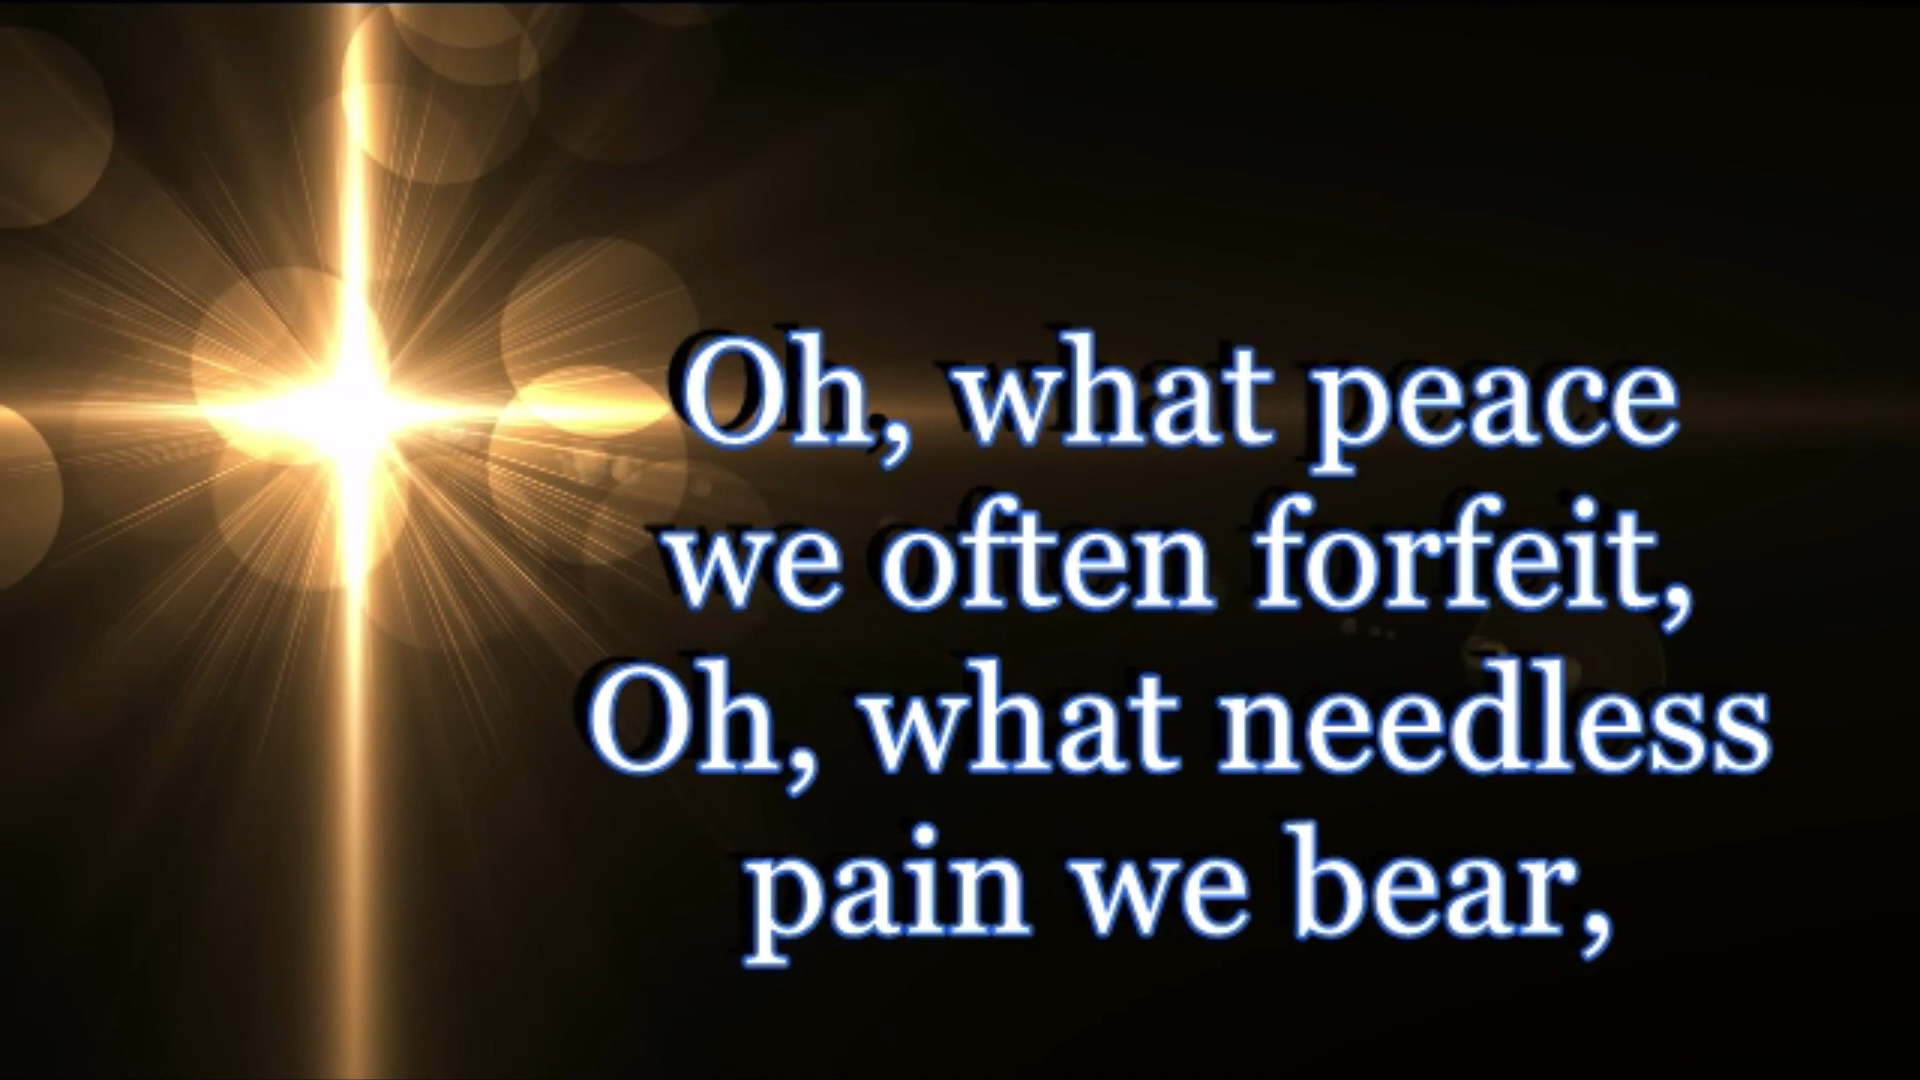 Oh, what peace
we often forfeit,
Oh, what needless
pain we bear,